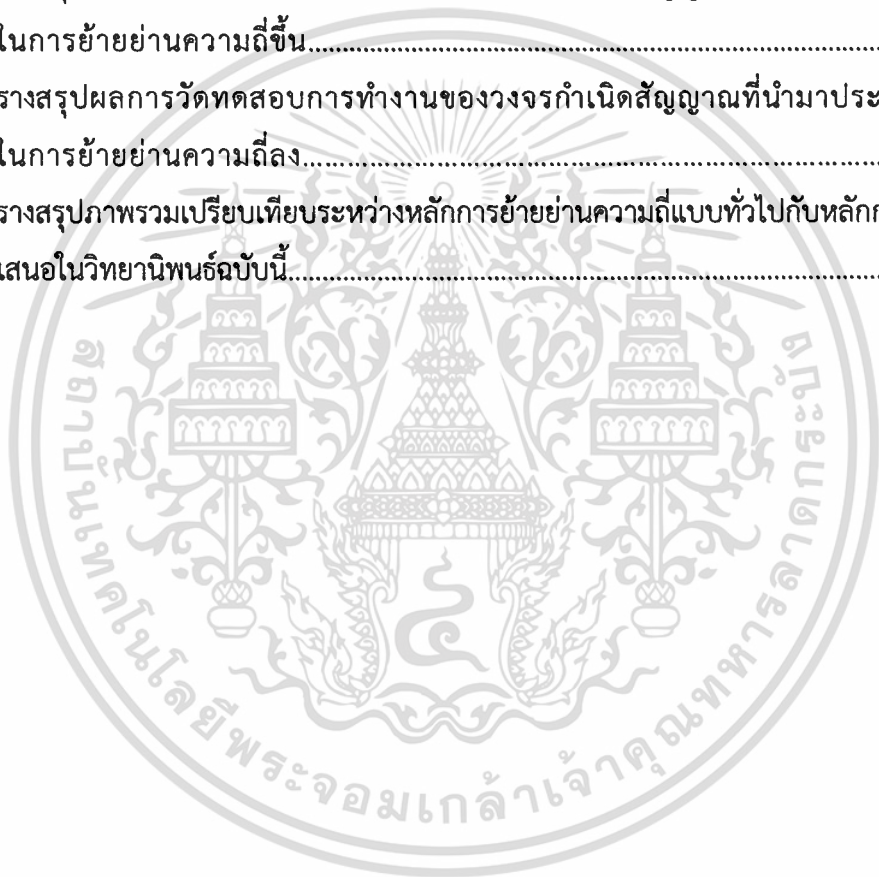 ในการย้ายย่านความถี่ขึ้น
รางสรุปผลการวัดทดสอบการทำงานของวงจรกำเนิดสัญญาณที่นำมาประ
ในการย้ายย่านความถี่ลง
รางสรุปภาพรวมเปรียบเทียบระหว่างหลักการย้ายย่านความถี่แบบทั่วไปกับหลักก
เสนอในวิทยานิพนธ์ฉบับนี้
สถาบันเทคโนโลยีพระจอมเกล้าเจ้าคุณทหารลาดกระบัง